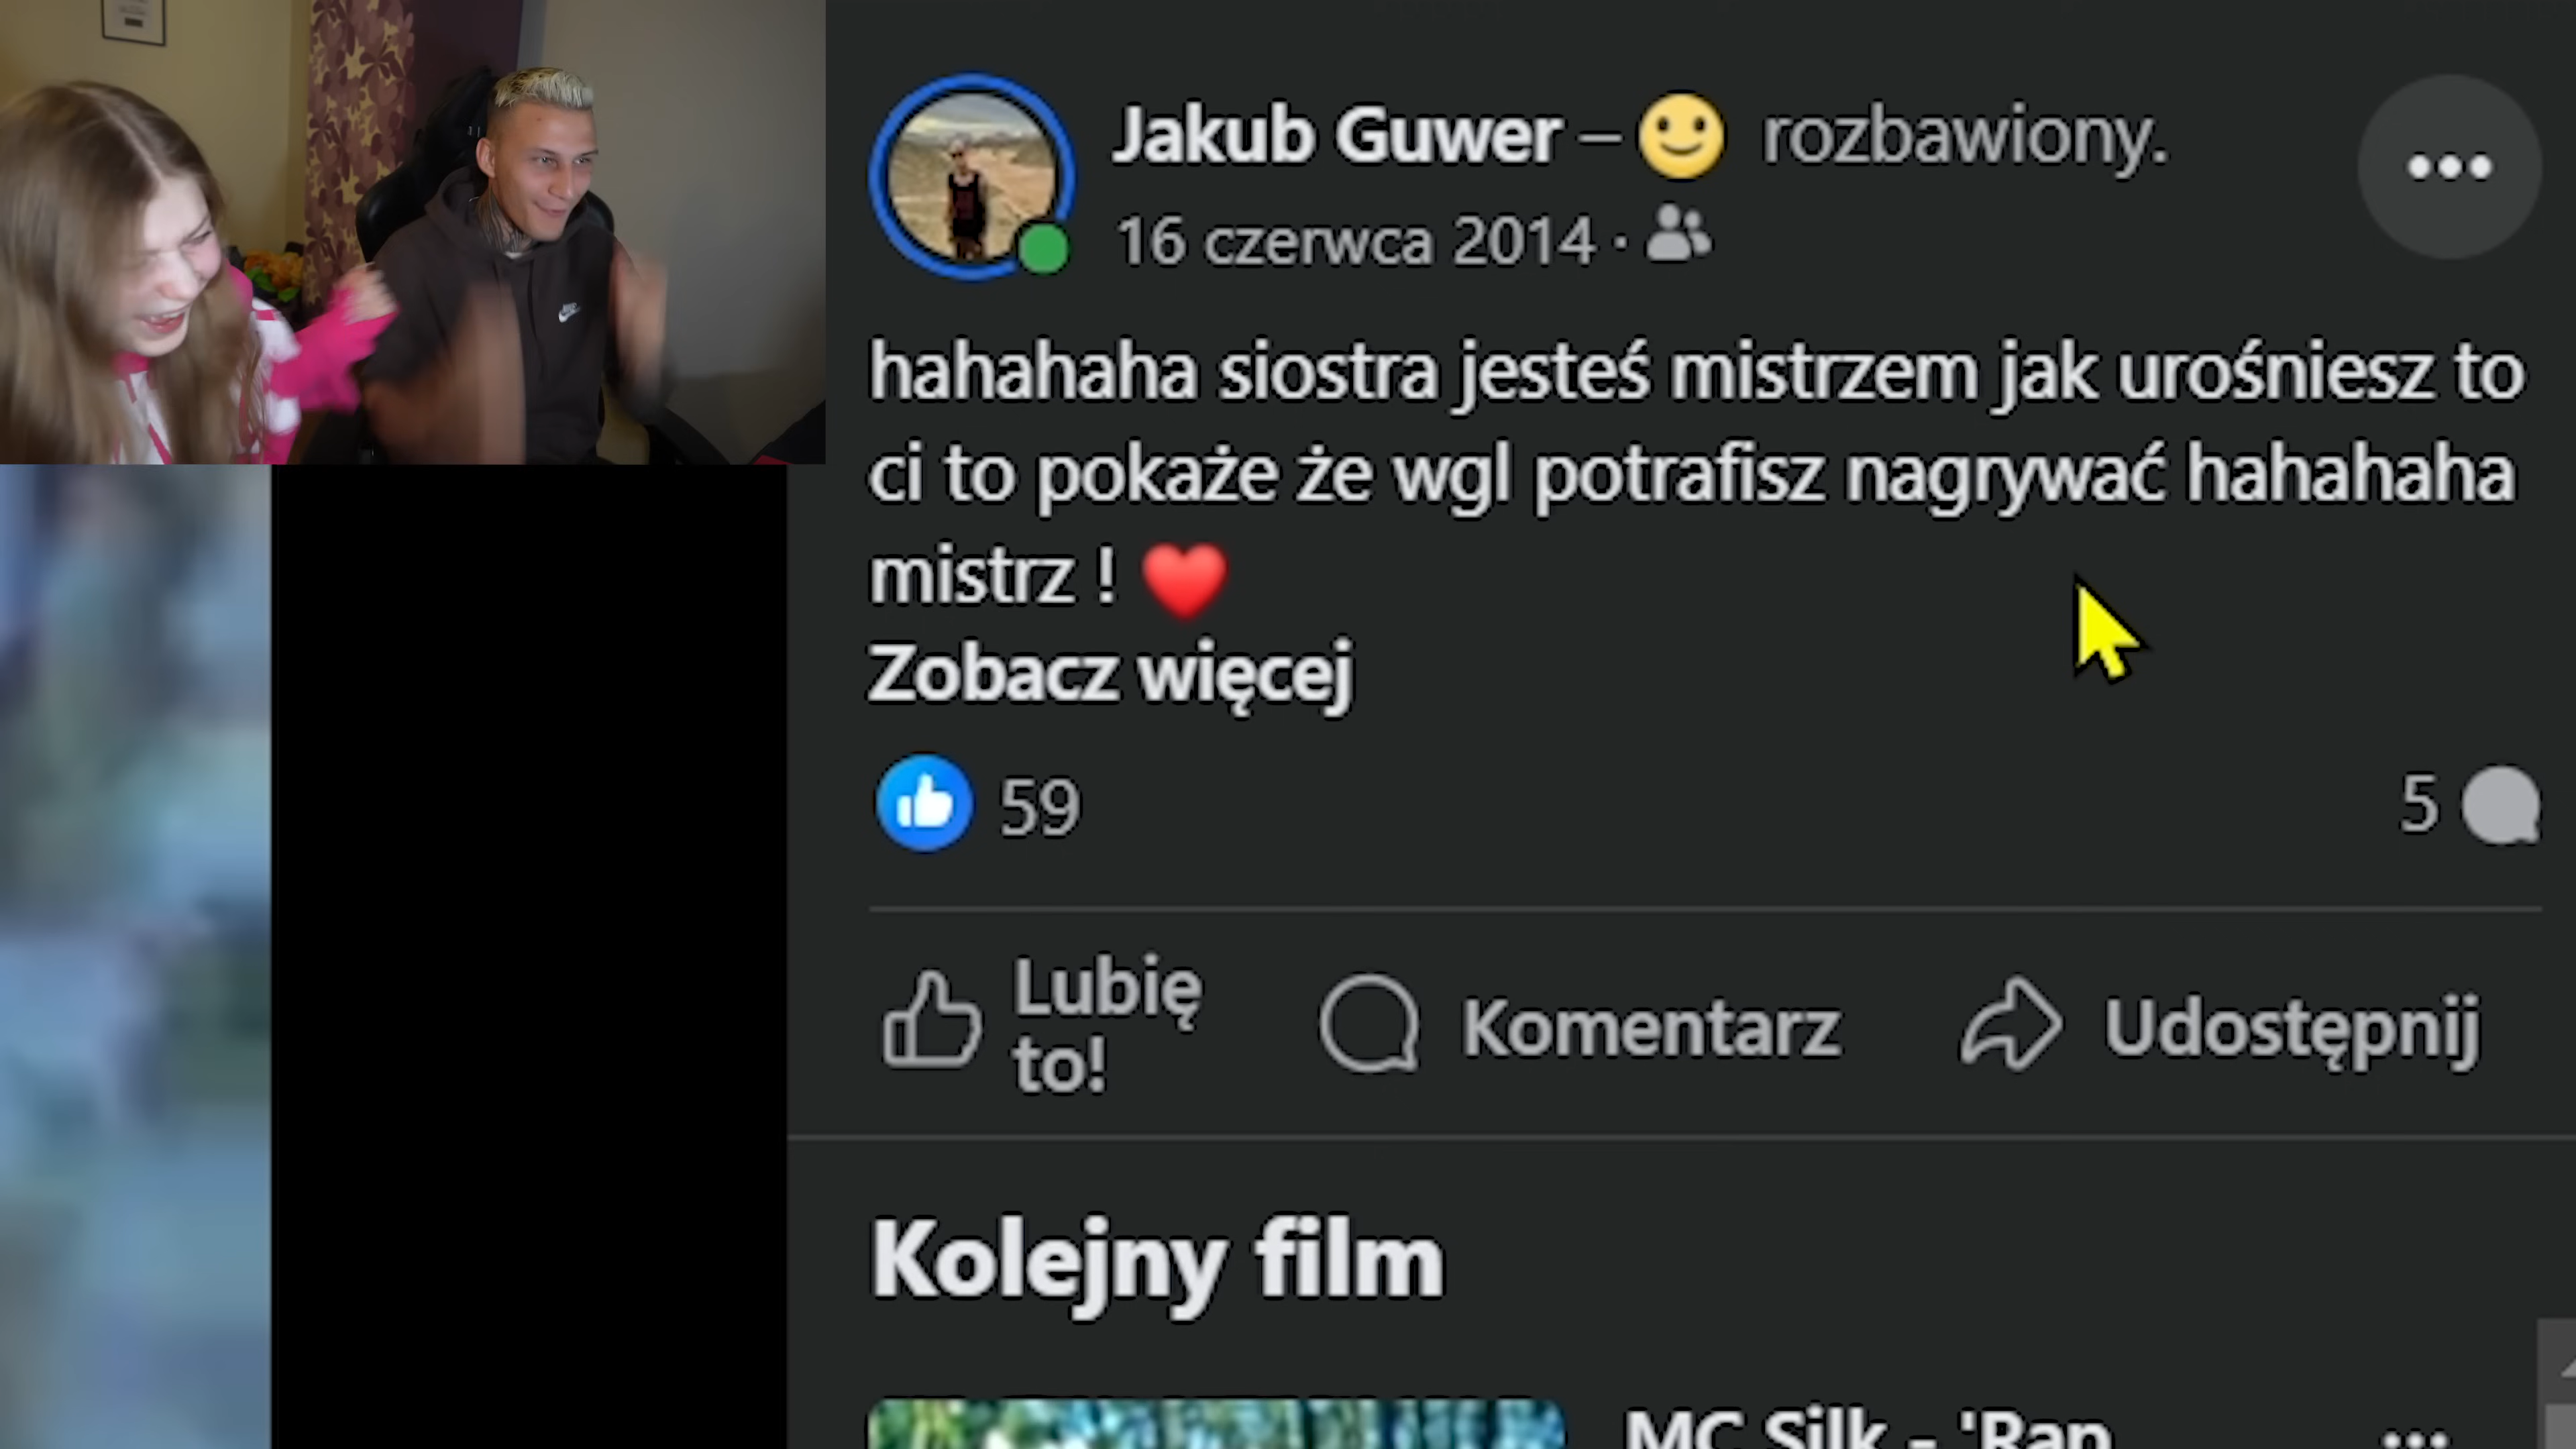 Jakub Guwer – 🙂 rozbawiony.
16 czerwca 2014 ·
hahahaha siostra jesteś mistrzem jak urośniesz to
ci to pokaże że wgl potrafisz nagrywać hahahaha
mistrz ! ❤️
Zobacz więcej
59
5
Lubię
to!
Komentarz
Udostępnij
Kolejny film
MC Silk - 'Rap